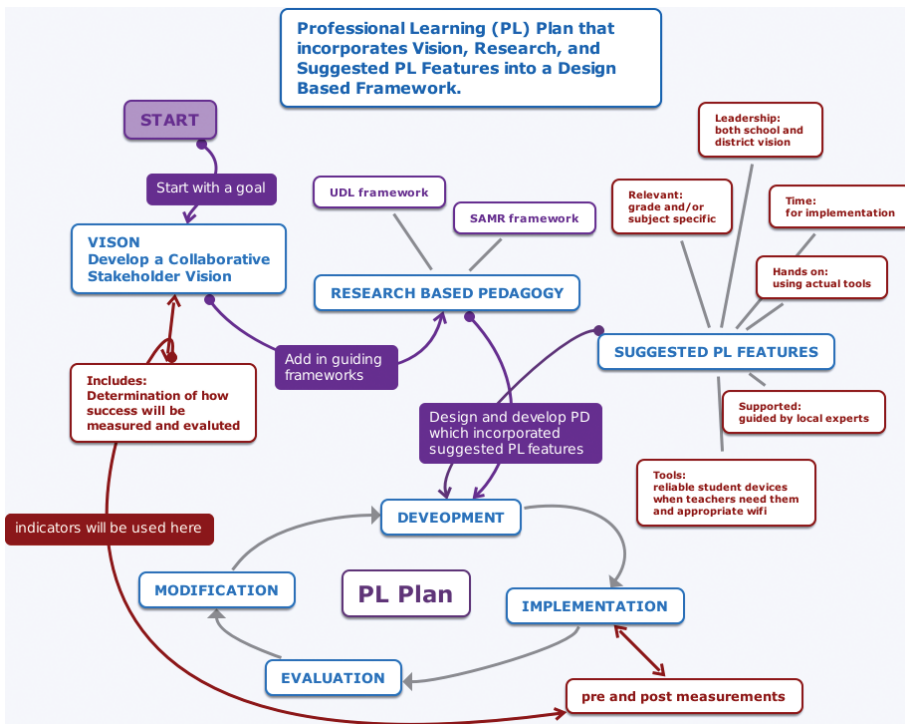 Professional Learning (PL) Plan that
incorporates Vision, Research, and
Suggested PL Features into a Design
Based Framework.
START
Start with a goal
VISON
Develop a Collaborative
Stakeholder Vision
UDL framework
SAMR framework
RESEARCH BASED PEDAGOGY
Add in guiding
frameworks
Includes:
Determination of how
success will be
measured and evaluted
Leadership:
both school and
district vision
Relevant:
grade and/or
subject specific
Time:
for implementation
Hands on:
using actual tools
SUGGESTED PL FEATURES
Supported:
guided by local experts
Tools:
reliable student devices
when teachers need them
and appropriate wifi
Design and develop PD
which incorporated
suggested PL features
indicators will be used here
DEVEOPMENT
MODIFICATION
PL Plan
IMPLEMENTATION
EVALUATION
pre and post measurements